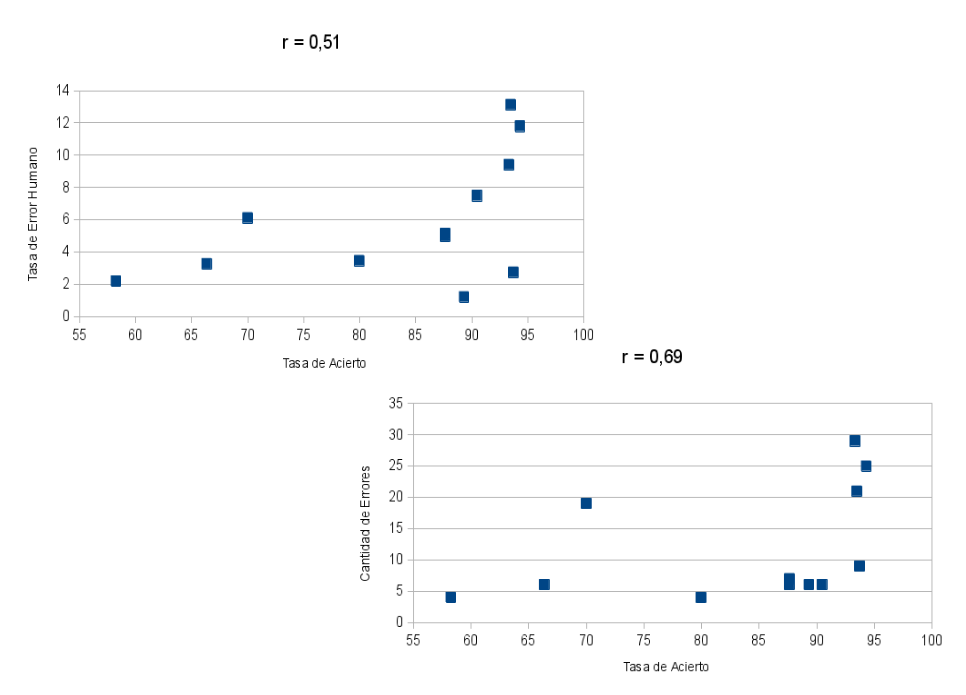 r = 0,51
14
12
10
8
6
4
2
0
Tasa de Error Humano
55 60 65 70 75 80 85 90 95 100
Tasa de Acierto
r = 0,69
35
30
25
20
15
10
5
0
Cantidad de Errores
55 60 65 70 75 80 85 90 95 100
Tasa de Acierto